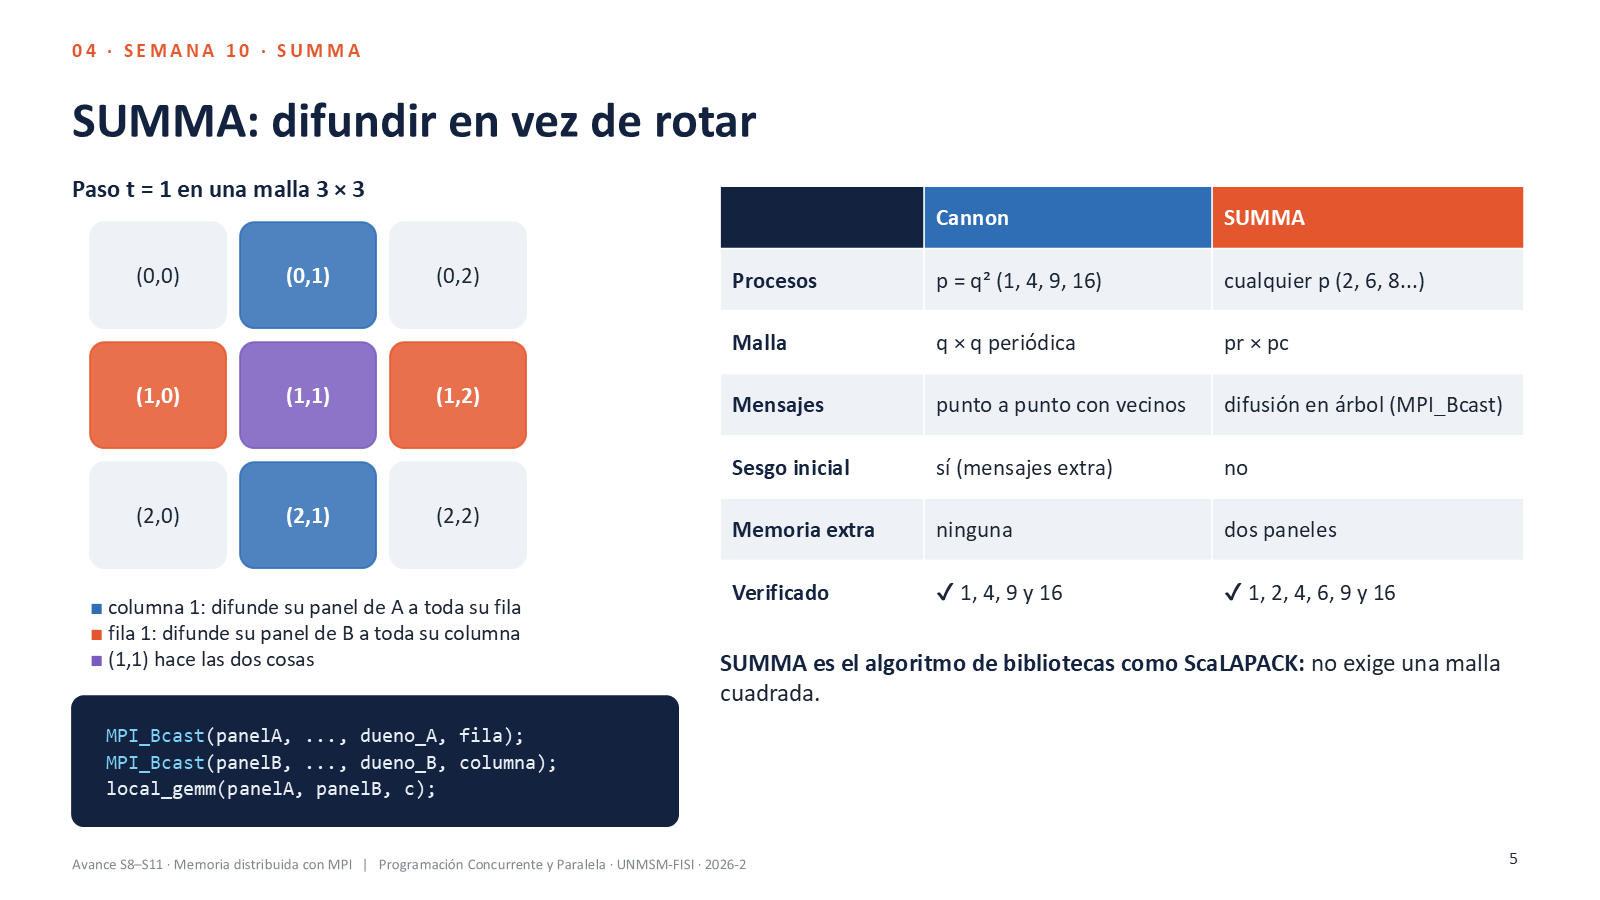 04 · SEMANA 10 · SUMMA
SUMMA: difundir en vez de rotar
Paso t = 1 en una malla 3 × 3
(0,0) (0,1) (0,2)
(1,0) (1,1) (1,2)
(2,0) (2,1) (2,2)
columna 1: difunde su panel de A a toda su fila
fila 1: difunde su panel de B a toda su columna
(1,1) hace las dos cosas
MPI_Bcast(panelA, ..., dueno_A, fila);
MPI_Bcast(panelB, ..., dueno_B, columna);
local_gemm(panelA, panelB, c);
Cannon SUMMA
Procesos p = q² (1, 4, 9, 16) cualquier p (2, 6, 8...)
Malla q × q periódica pr × pc
Mensajes punto a punto con vecinos difusión en árbol (MPI_Bcast)
Sesgo inicial sí (mensajes extra) no
Memoria extra ninguna dos paneles
Verificado ✓ 1, 4, 9 y 16 ✓ 1, 2, 4, 6, 9 y 16
SUMMA es el algoritmo de bibliotecas como ScaLAPACK: no exige una malla
cuadrada.
Avance S8–S11 · Memoria distribuida con MPI | Programación Concurrente y Paralela · UNMSM-FISI · 2026-2
5